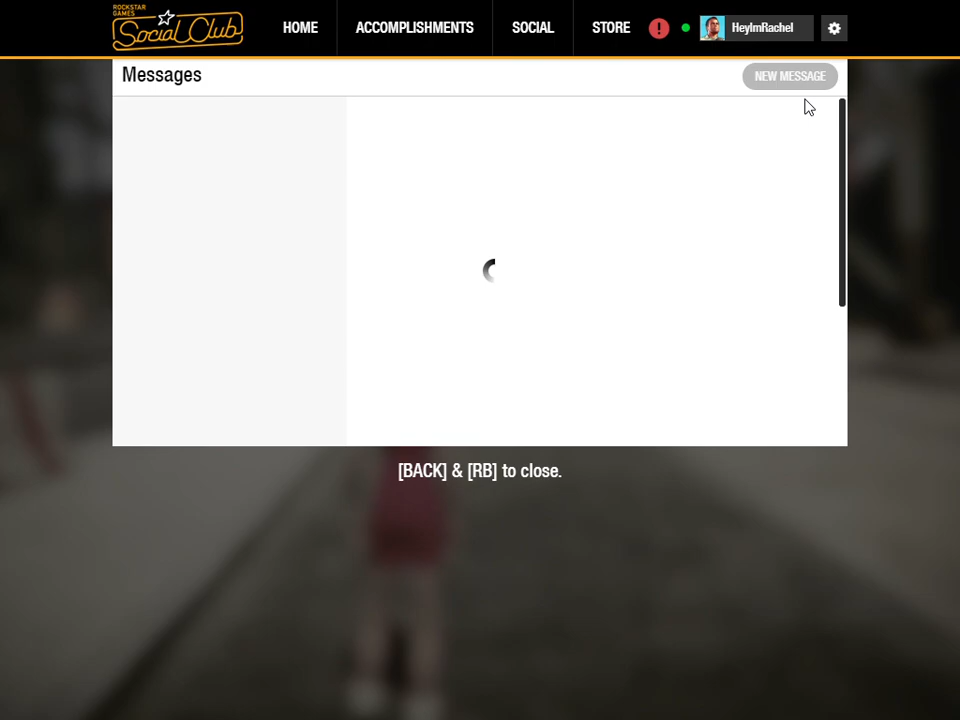 ROCKSTAR
GAMES
Social Club
HOME
ACCOMPLISHMENTS
SOCIAL
STORE
!
HeyImRachel
Messages
NEW MESSAGE
[BACK] & [RB] to close.